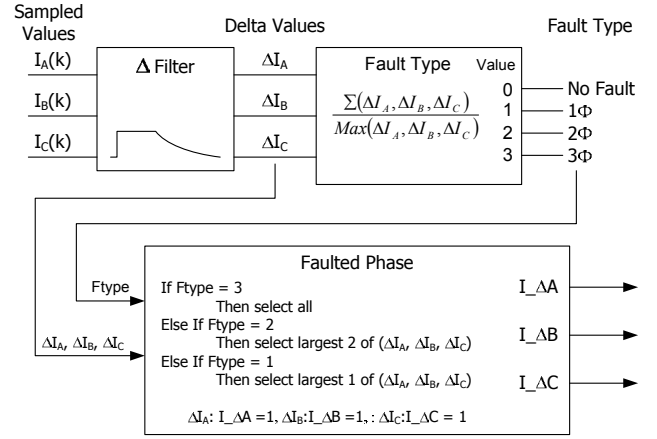 Sampled
Values
Delta Values
Fault Type
I_A(k)
I_B(k)
I_C(k)
Δ Filter
ΔI_A
ΔI_B
ΔI_C
Fault Type
Value
Σ(ΔI_A, ΔI_B, ΔI_C)
Max(ΔI_A, ΔI_B, ΔI_C)
0
1
2
3
No Fault
1Φ
2Φ
3Φ
Faulted Phase
Ftype
ΔI_A, ΔI_B, ΔI_C
If Ftype = 3
Then select all
Else If Ftype = 2
Then select largest 2 of (ΔI_A, ΔI_B, ΔI_C)
Else If Ftype = 1
Then select largest 1 of (ΔI_A, ΔI_B, ΔI_C)
ΔI_A: I_ΔA =1, ΔI_B:I_ΔB =1, : ΔI_C:I_ΔC = 1
I_ΔA
I_ΔB
I_ΔC